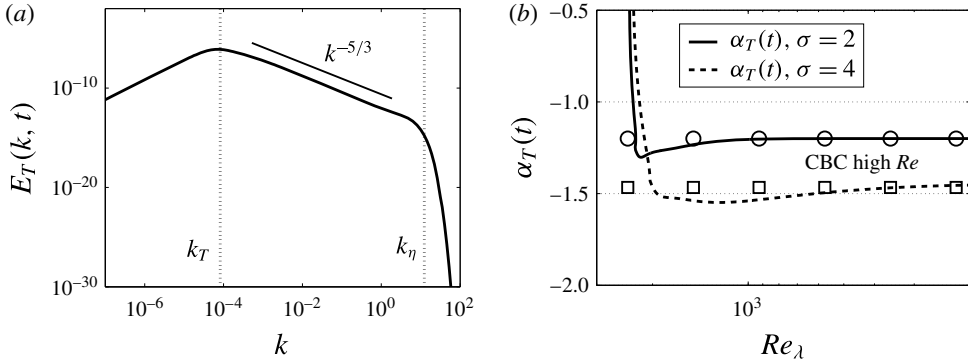 (a)
k^{-5/3}
10^{-10}
10^{-20}
10^{-30}
E_T(k, t)
k_T
k_η
10^{-6} 10^{-4} 10^{-2} 10^0 10^2
k
(b)
-0.5
-1.0
-1.5
-2.0
α_T(t)
α_T(t), σ = 2
α_T(t), σ = 4
CBC high Re
10^3
Re_λ